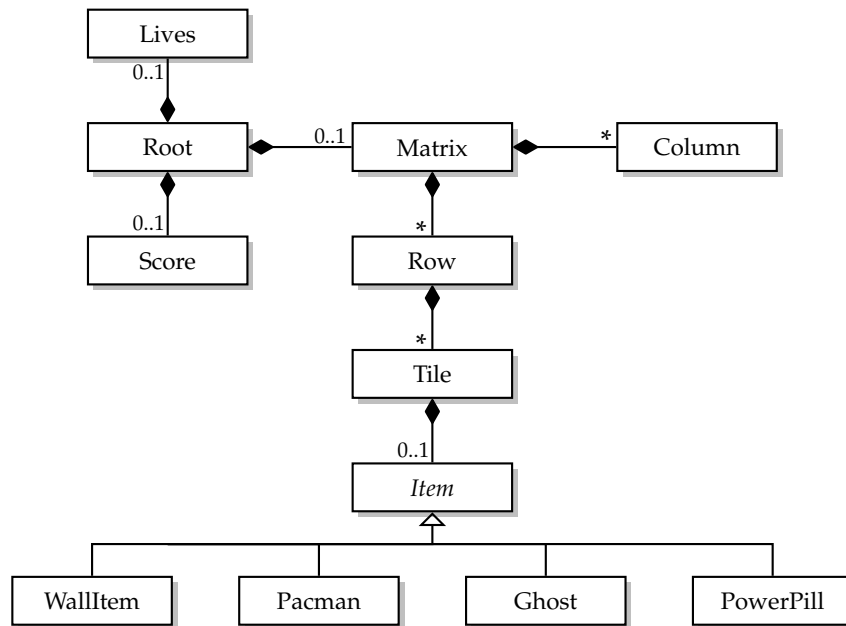 Lives
0..1
Root
0..1
Matrix
*
Column
0..1
*
Score
Row
*
Tile
0..1
Item
WallItem
Pacman
Ghost
PowerPill